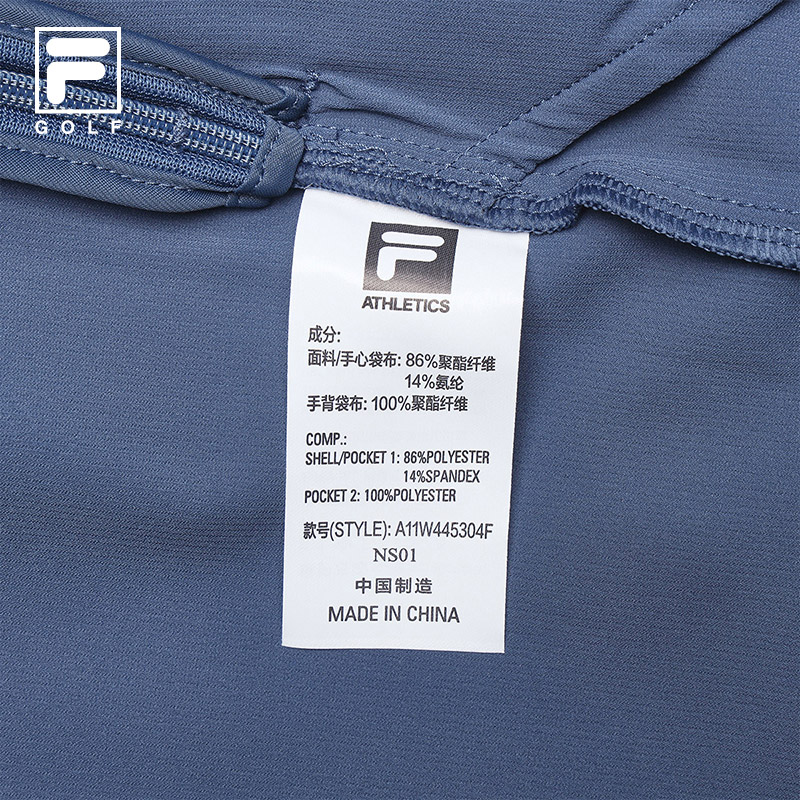 F
GOLF
F
ATHLETICS
成分:
面料/手心袋布: 86%聚酯纤维
14%氨纶
手背袋布: 100%聚酯纤维
COMP.:
SHELL/POCKET 1: 86%POLYESTER
14%SPANDEX
POCKET 2: 100%POLYESTER
款号(STYLE): A11W445304F
NS01
中国制造
MADE IN CHINA